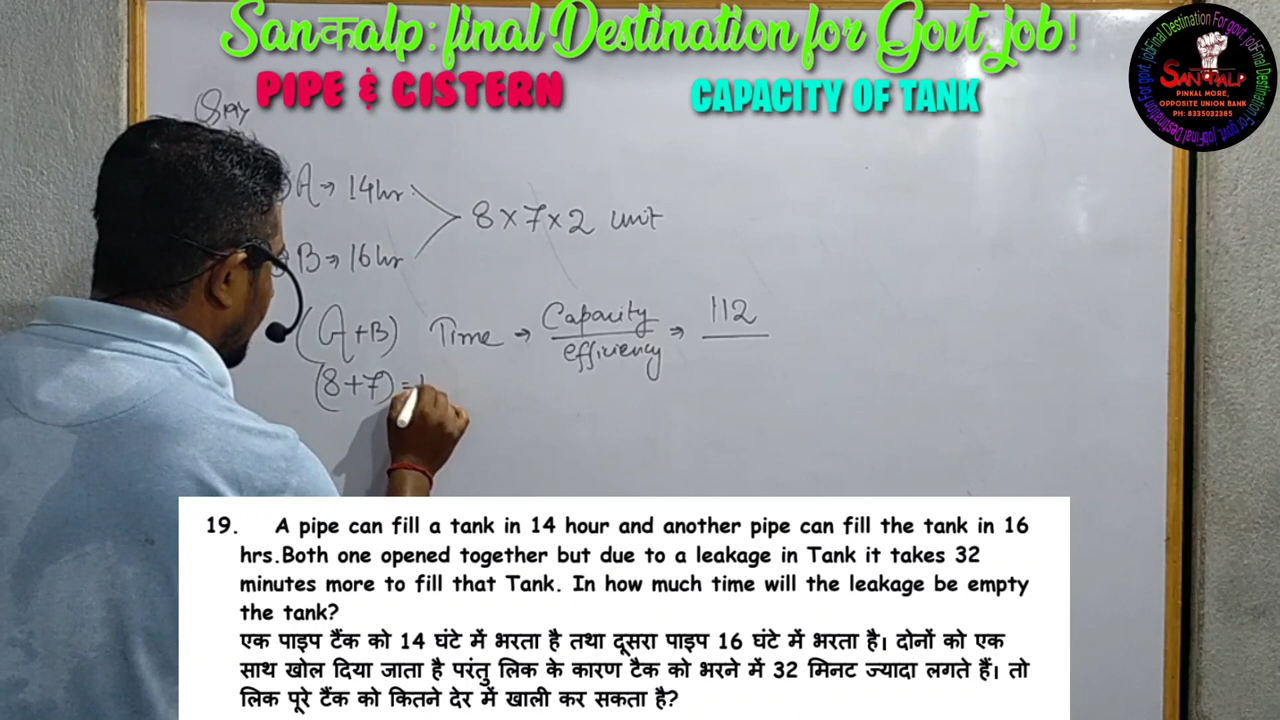 Sanकalp: final Destination for Govt. job!
PIPE & CISTERN
CAPACITY OF TANK
Final Destination For govt. job
SANकALP
PINKAL MORE,
OPPOSITE UNION BANK
PH: 8335032385
A → 14hr
8 × 7 × 2 unit
B → 16hr
(A+B) Time → Capacity/efficiency ⇒ 112
(8+7) =
19. A pipe can fill a tank in 14 hour and another pipe can fill the tank in 16
hrs.Both one opened together but due to a leakage in Tank it takes 32
minutes more to fill that Tank. In how much time will the leakage be empty
the tank?
एक पाइप टैंक को 14 घंटे में भरता है तथा दूसरा पाइप 16 घंटे में भरता है। दोनों को एक
साथ खोल दिया जाता है परंतु लिक के कारण टैक को भरने में 32 मिनट ज्यादा लगते हैं। तो
लिक पूरे टैंक को कितने देर में खाली कर सकता है?